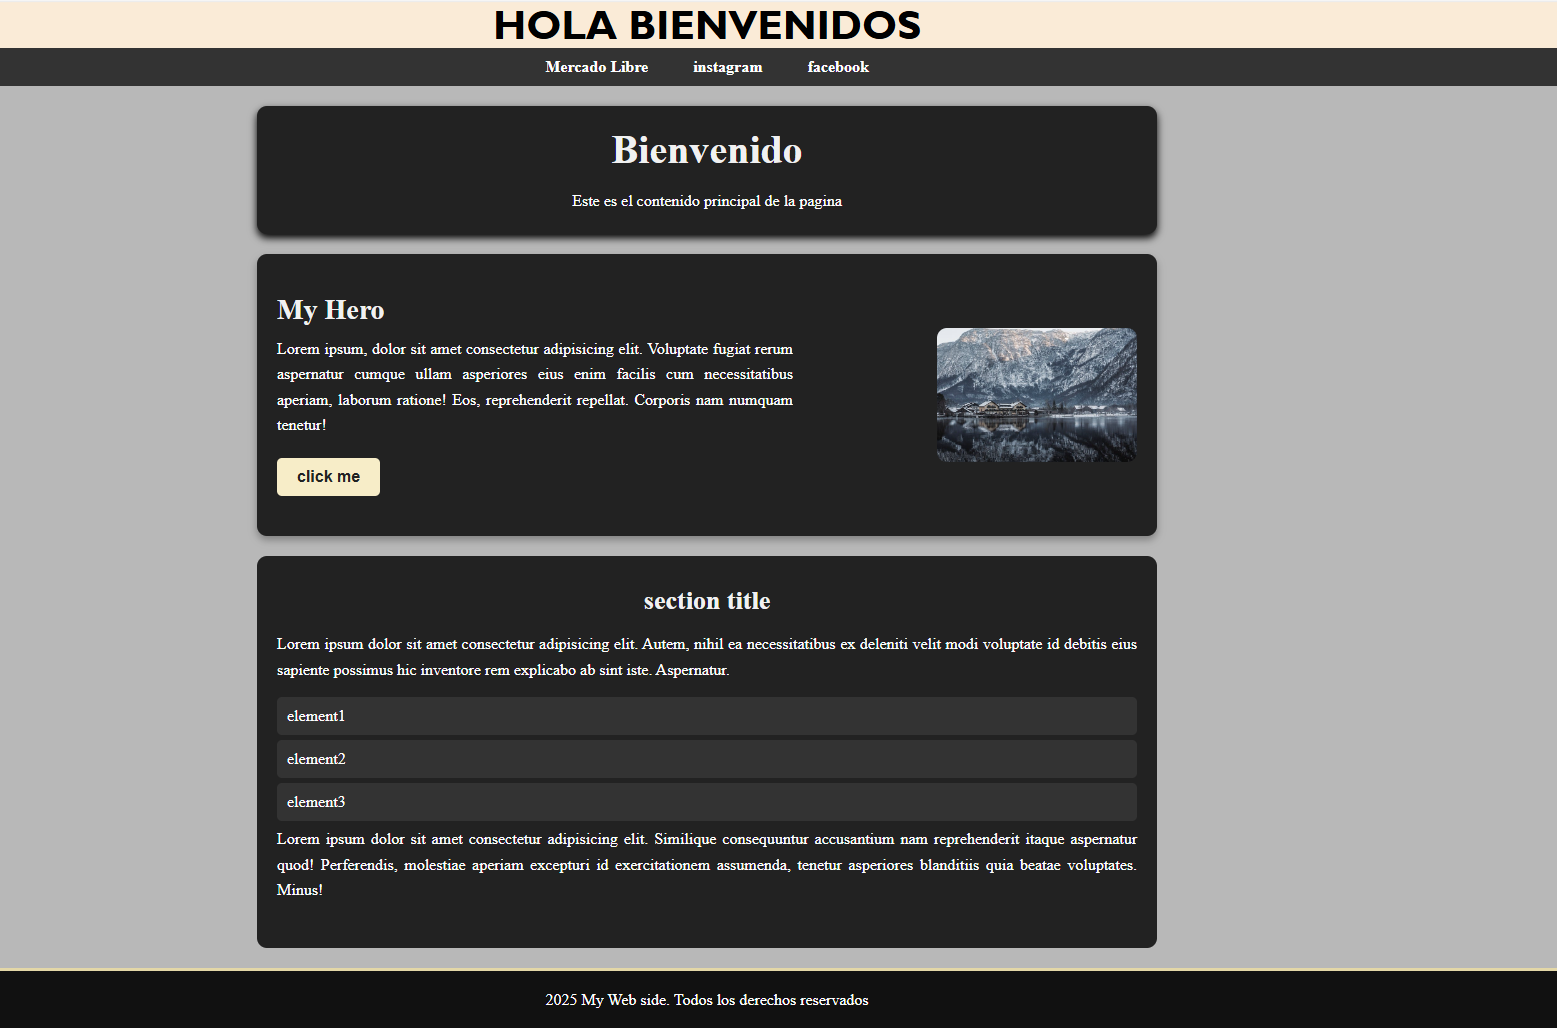 HOLA BIENVENIDOS
Mercado Libre instagram facebook
Bienvenido
Este es el contenido principal de la pagina
My Hero
Lorem ipsum, dolor sit amet consectetur adipisicing elit. Voluptate fugiat rerum
aspernatur cumque ullam asperiores eius enim facilis cum necessitatibus
aperiam, laborum ratione! Eos, reprehenderit repellat. Corporis nam numquam
tenetur!
click me
section title
Lorem ipsum dolor sit amet consectetur adipisicing elit. Autem, nihil ea necessitatibus ex deleniti velit modi voluptate id debitis eius
sapiente possimus hic inventore rem explicabo ab sint iste. Aspernatur.
element1
element2
element3
Lorem ipsum dolor sit amet consectetur adipisicing elit. Similique consequuntur accusantium nam reprehenderit itaque aspernatur
quod! Perferendis, molestiae aperiam excepturi id exercitationem assumenda, tenetur asperiores blanditiis quia beatae voluptates.
Minus!
2025 My Web side. Todos los derechos reservados